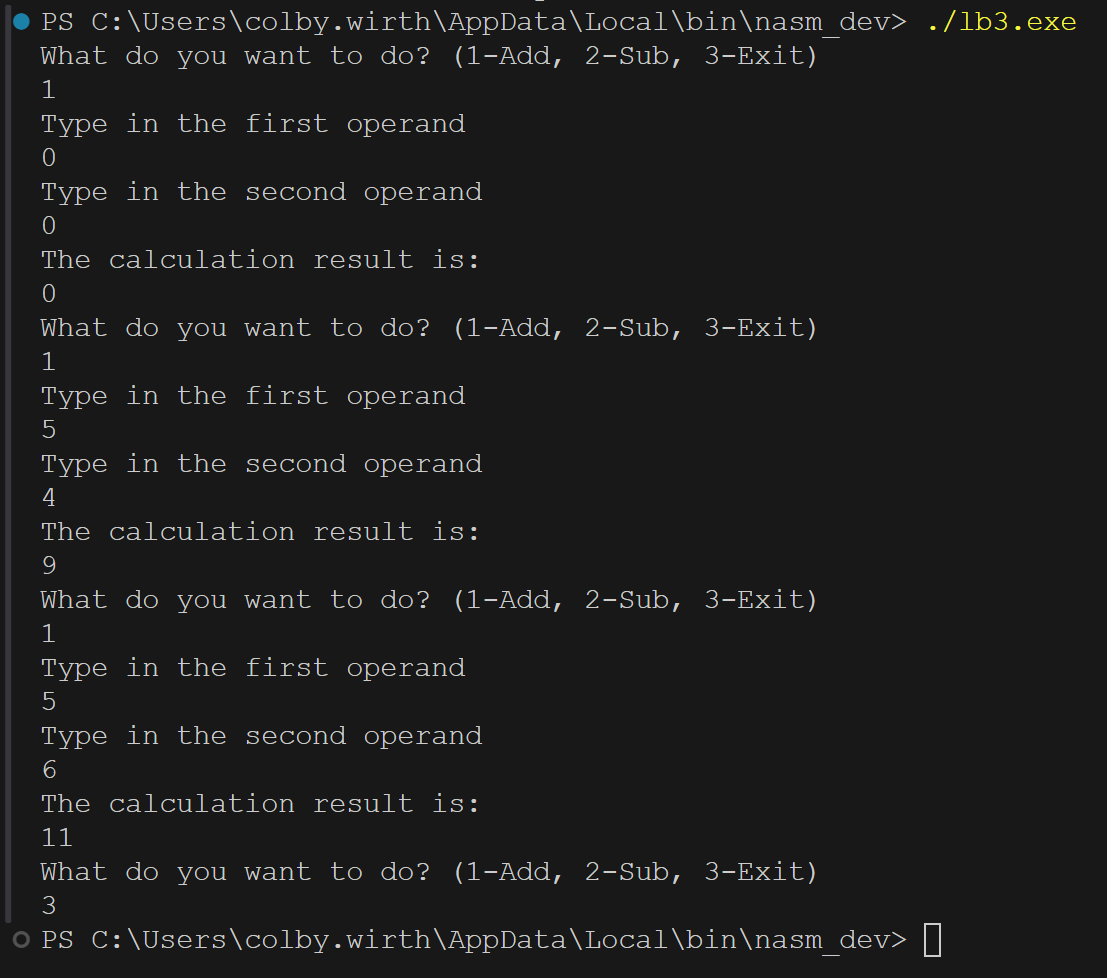 PS C:\Users\colby.wirth\AppData\Local\bin\nasm_dev> ./lb3.exe
What do you want to do? (1-Add, 2-Sub, 3-Exit)
1
Type in the first operand
0
Type in the second operand
0
The calculation result is:
0
What do you want to do? (1-Add, 2-Sub, 3-Exit)
1
Type in the first operand
5
Type in the second operand
4
The calculation result is:
9
What do you want to do? (1-Add, 2-Sub, 3-Exit)
1
Type in the first operand
5
Type in the second operand
6
The calculation result is:
11
What do you want to do? (1-Add, 2-Sub, 3-Exit)
3
PS C:\Users\colby.wirth\AppData\Local\bin\nasm_dev>